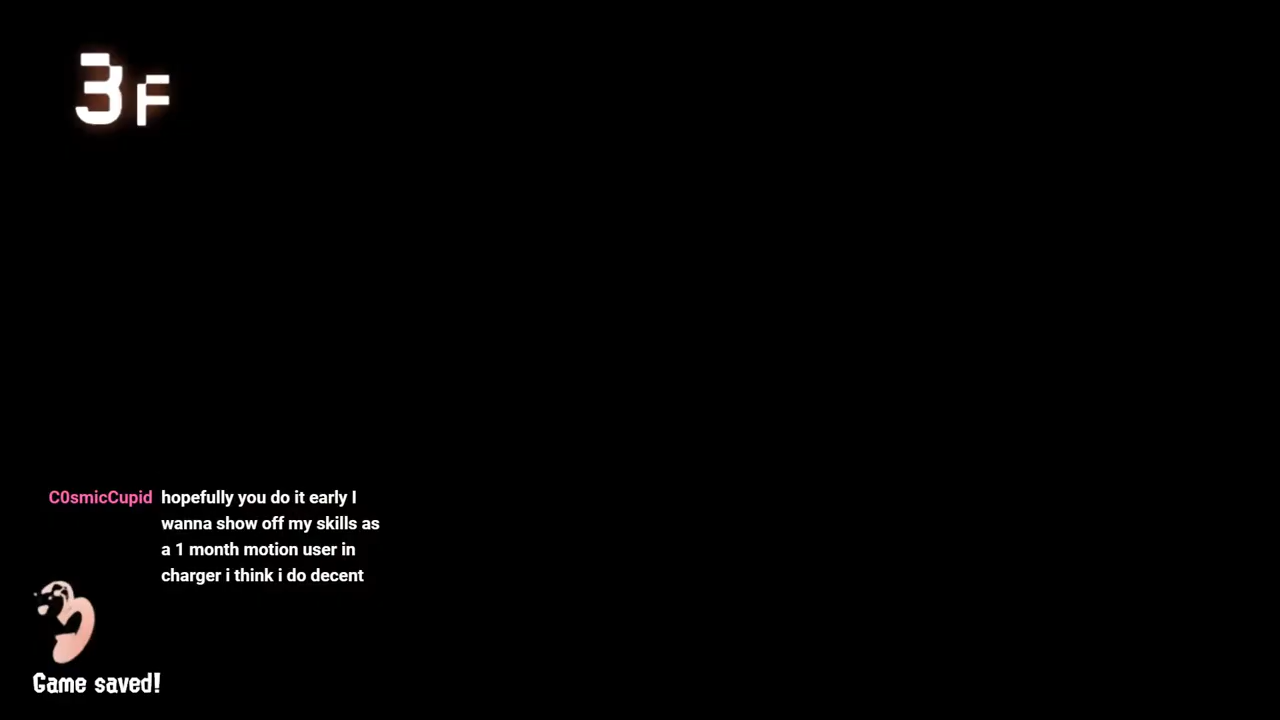 3F
C0smicCupid hopefully you do it early I
wanna show off my skills as
a 1 month motion user in
charger i think i do decent
Game saved!